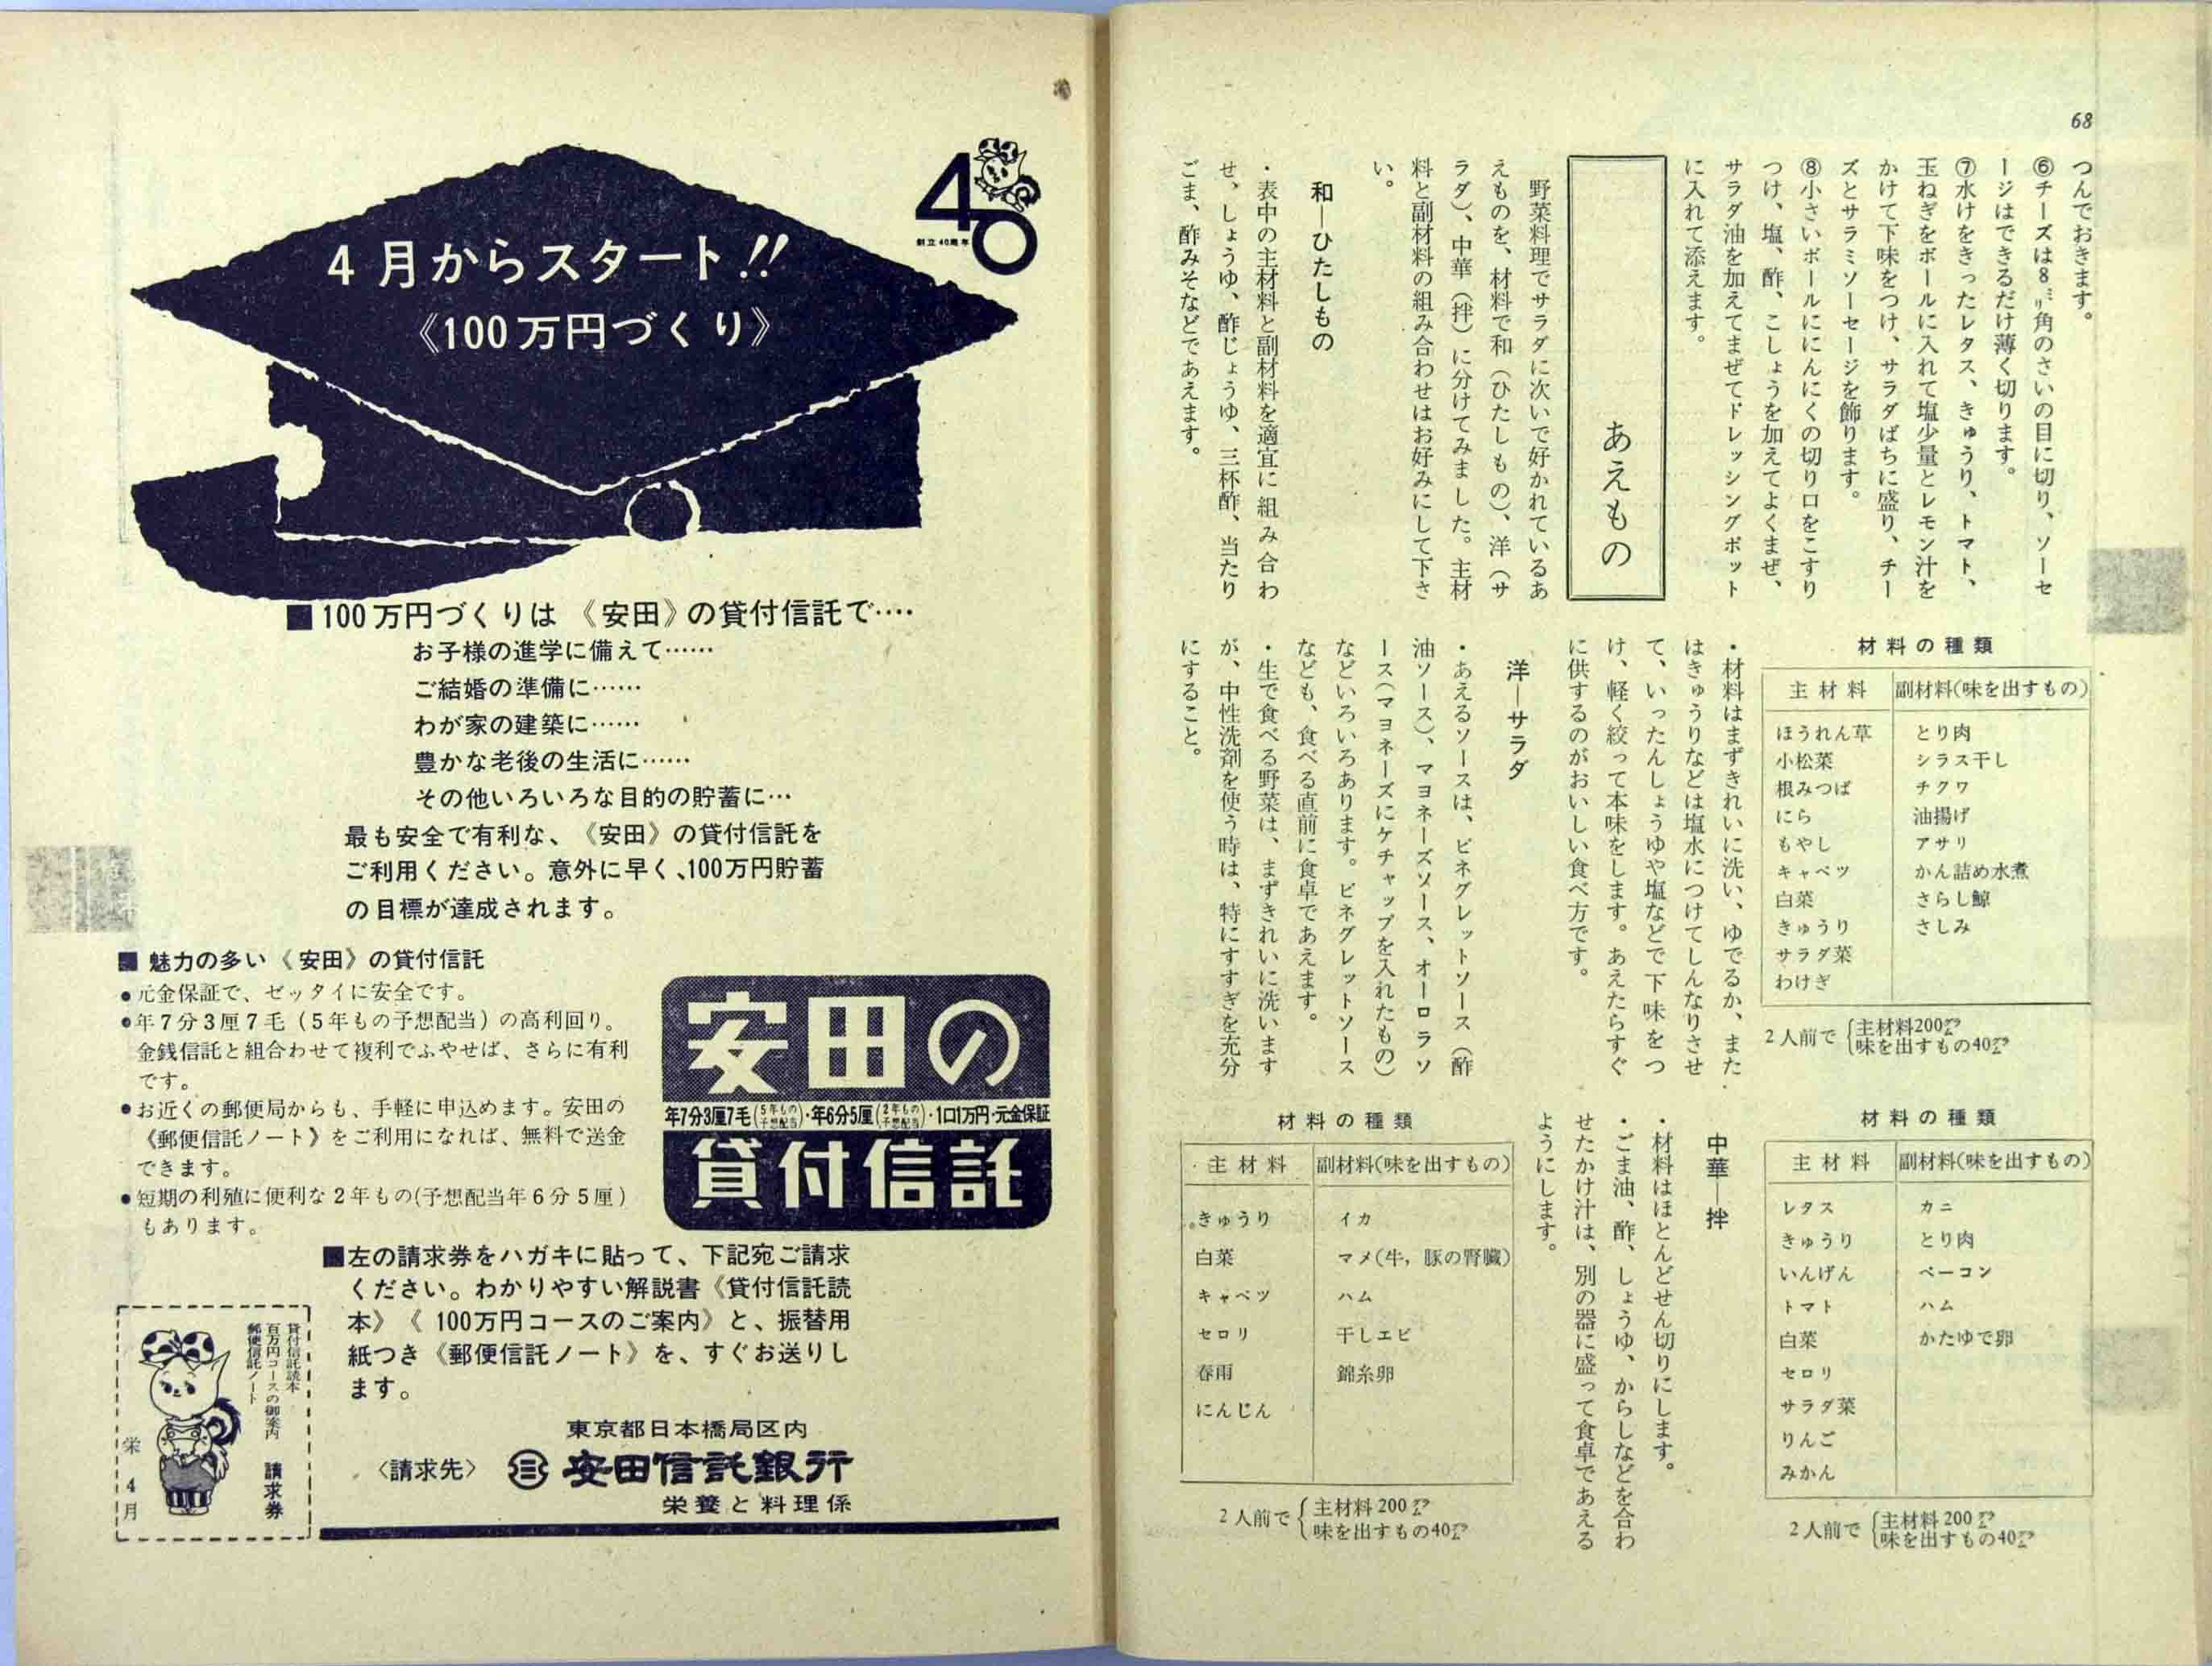 68
つんでおきます。
⑥チーズは8㍉角のさいの目に切り、ソーセ
ージはできるだけ薄く切ります。
⑦水けをきったレタス、きゅうり、トマト、
玉ねぎをボールに入れて塩少量とレモン汁を
かけて下味をつけ、サラダばちに盛り、チー
ズとサラミソーセージを飾ります。
⑧小さいボールににんにくの切り口をこすり
つけ、塩、酢、こしょうを加えてよくまぜ、
サラダ油を加えてまぜてドレッシングポット
に入れて添えます。
あえもの
野菜料理でサラダに次いで好かれているあ
えものを、材料で和（ひたしもの）、洋（サ
ラダ）、中華（拌）に分けてみました。主材
料と副材料の組み合わせはお好みにして下さ
い。
和―ひたしもの
・表中の主材料と副材料を適宜に組み合わ
せ、しょうゆ、酢じょうゆ、三杯酢、当たり
ごま、酢みそなどであえます。
材料の種類
主材料 副材料(味を出すもの)
ほうれん草 とり肉
小松菜 シラス干し
根みつば チクワ
にら 油揚げ
もやし アサリ
キャベツ かん詰め水煮
白菜 さらし鯨
きゅうり さしみ
サラダ菜
わけぎ
2人前で 主材料200㌘
味を出すもの40㌘
・材料はまずきれいに洗い、ゆでるか、また
はきゅうりなどは塩水につけてしんなりさせ
て、いったんしょうゆや塩などで下味をつ
け、軽く絞って本味をします。あえたらすぐ
に供するのがおいしい食べ方です。
洋―サラダ
・あえるソースは、ビネグレットソース（酢
油ソース）、マヨネーズソース、オーロラソ
ース（マヨネーズにケチャップを入れたもの）
などいろいろあります。ビネグレットソース
なども、食べる直前に食卓であえます。
・生で食べる野菜は、まずきれいに洗います
が、中性洗剤を使う時は、特にすすぎを充分
にすること。
材料の種類
主材料 副材料(味を出すもの)
レタス カニ
きゅうり とり肉
いんげん ベーコン
トマト ハム
白菜 かたゆで卵
セロリ
サラダ菜
りんご
みかん
2人前で 主材料200㌘
味を出すもの40㌘
中華―拌
・材料はほとんどせん切りにします。
・ごま油、酢、しょうゆ、からしなどを合わ
せたかけ汁は、別の器に盛って食卓であえる
ようにします。
材料の種類
主材料 副材料(味を出すもの)
きゅうり イカ
白菜 マメ(牛，豚の腎臓)
キャベツ ハム
セロリ 干しエビ
春雨 錦糸卵
にんじん
2人前で 主材料200㌘
味を出すもの40㌘
40
創立40周年
4月からスタート!!
《100万円づくり》
■100万円づくりは《安田》の貸付信託で‥‥
お子様の進学に備えて……
ご結婚の準備に……
わが家の建築に……
豊かな老後の生活に……
その他いろいろな目的の貯蓄に…
最も安全で有利な、《安田》の貸付信託を
ご利用ください。意外に早く、100万円貯蓄
の目標が達成されます。
■魅力の多い《安田》の貸付信託
●元金保証で、ゼッタイに安全です。
●年7分3厘7毛（5年もの予想配当）の高利回り。
金銭信託と組合わせて複利でふやせば、さらに有利
です。
●お近くの郵便局からも、手軽に申込めます。安田の
《郵便信託ノート》をご利用になれば、無料で送金
できます。
●短期の利殖に便利な2年もの(予想配当年6分5厘)
もあります。
安田の
年7分3厘7毛(5年もの予想配当)・年6分5厘(2年もの予想配当)・1口1万円・元金保証
貸付信託
■左の請求券をハガキに貼って、下記宛ご請求
ください。わかりやすい解説書《貸付信託読
本》《100万円コースのご案内》と、振替用
紙つき《郵便信託ノート》を、すぐお送りし
ます。
貸付信託読本
百万円コースの御案内
郵便信託ノート
請求券
栄4月
東京都日本橋局区内
〈請求先〉 安田信託銀行
栄養と料理係